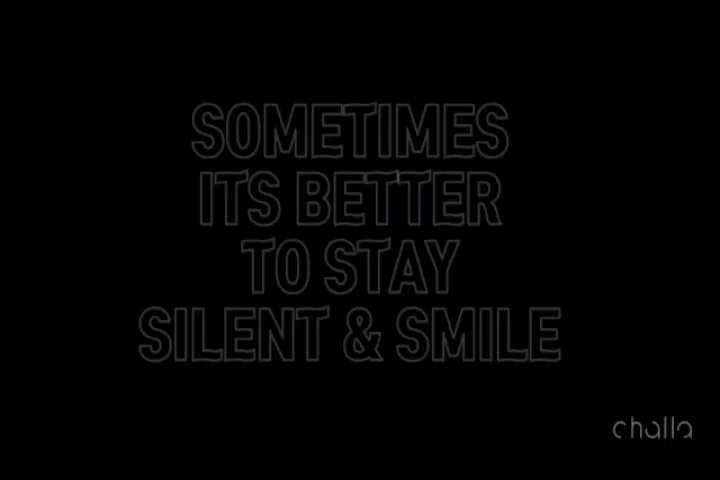 SOMETIMES
ITS BETTER
TO STAY
SILENT & SMILE
challa